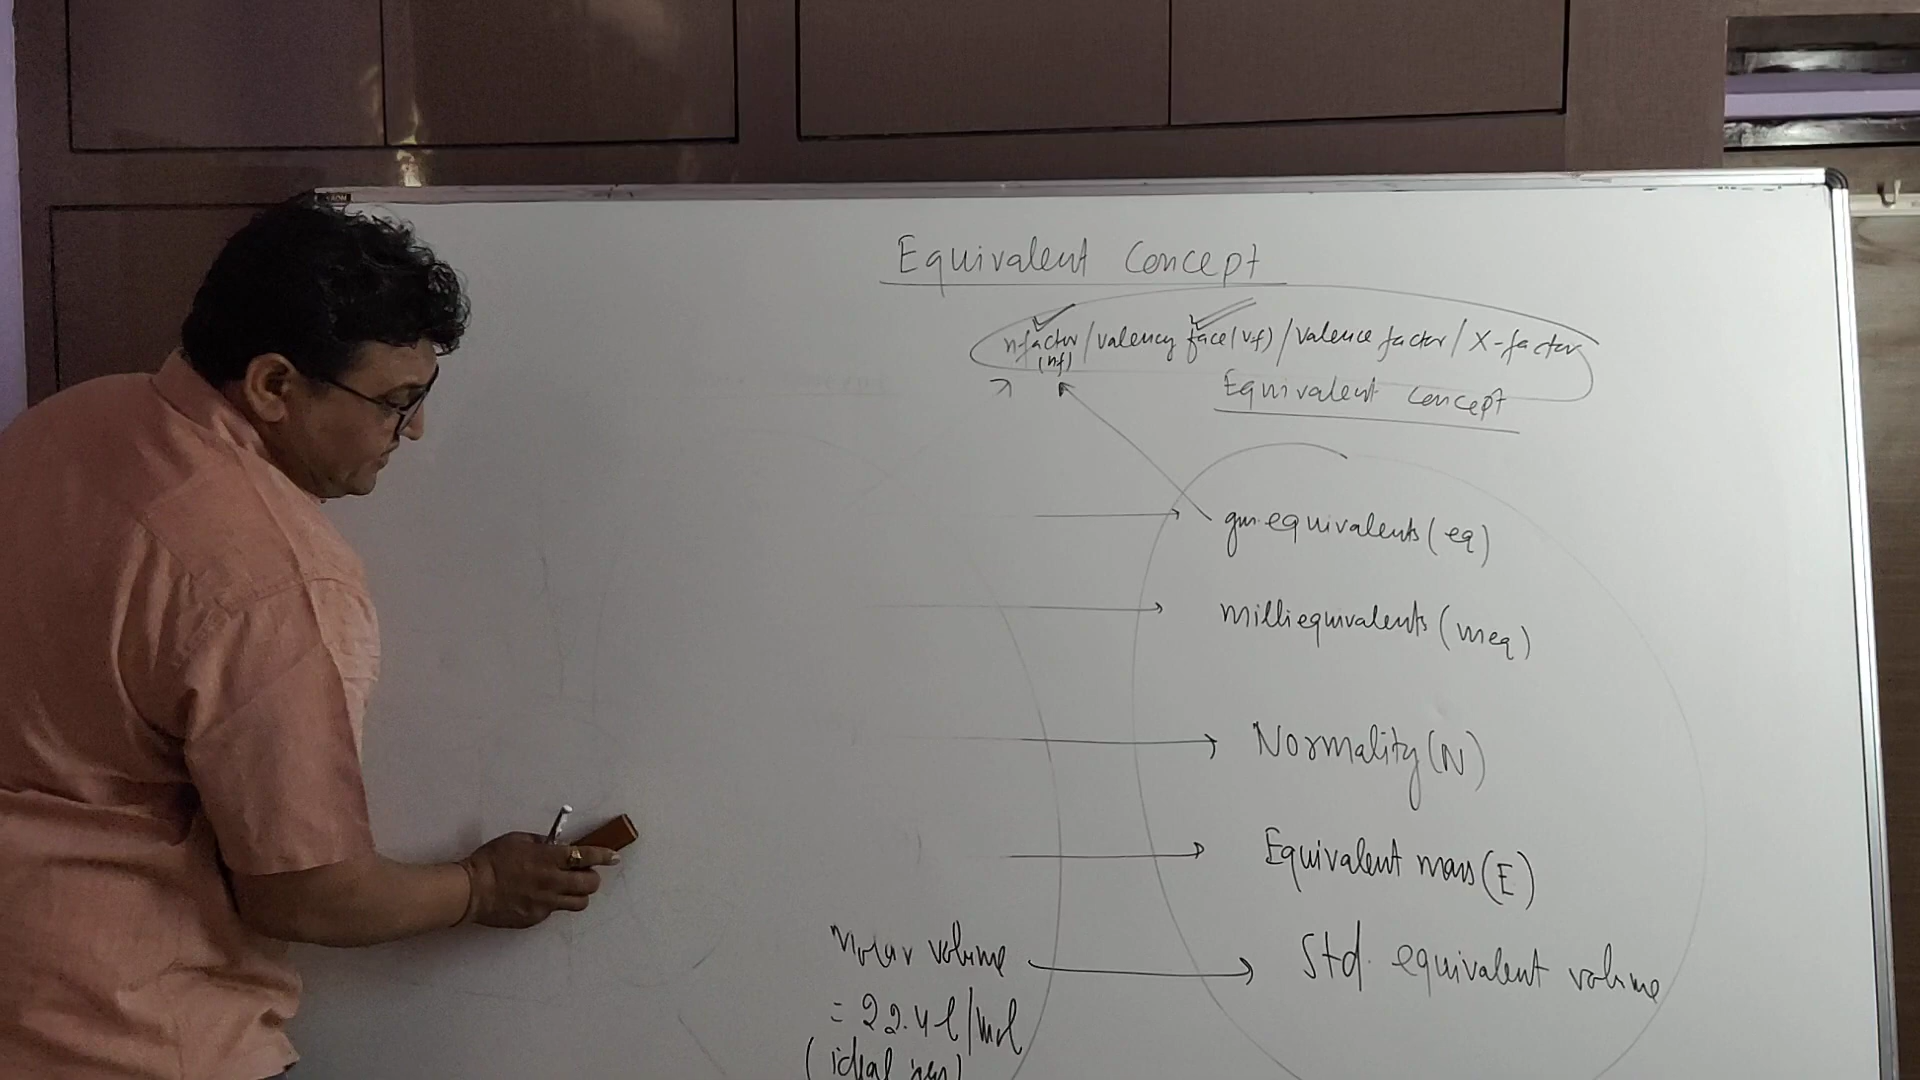 Equivalent Concept
n-factor / valency face (vf) / Valence factor / X-factor
(nf)
Equivalent Concept
gm. equivalents (eq)
milliequivalents (meq)
Normality (N)
Equivalent mass (E)
Molar volume → Std. equivalent volume
= 22.4 l/mol
(ideal gas)